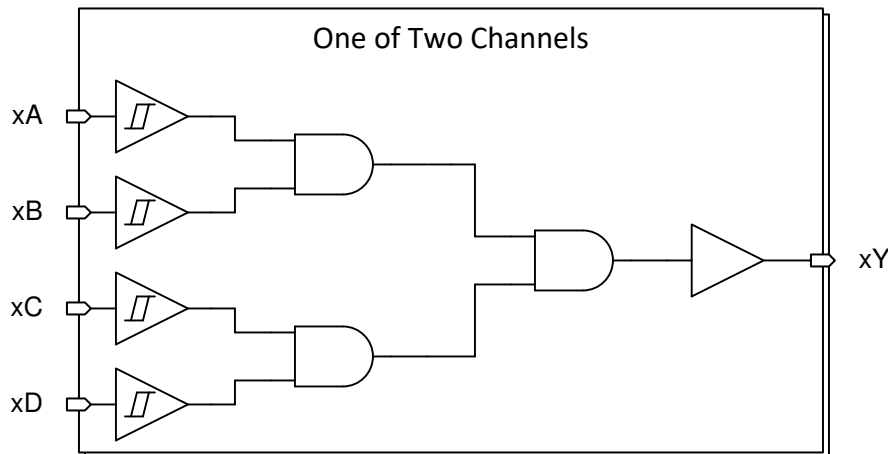 One of Two Channels
xA
xB
xY
xC
xD